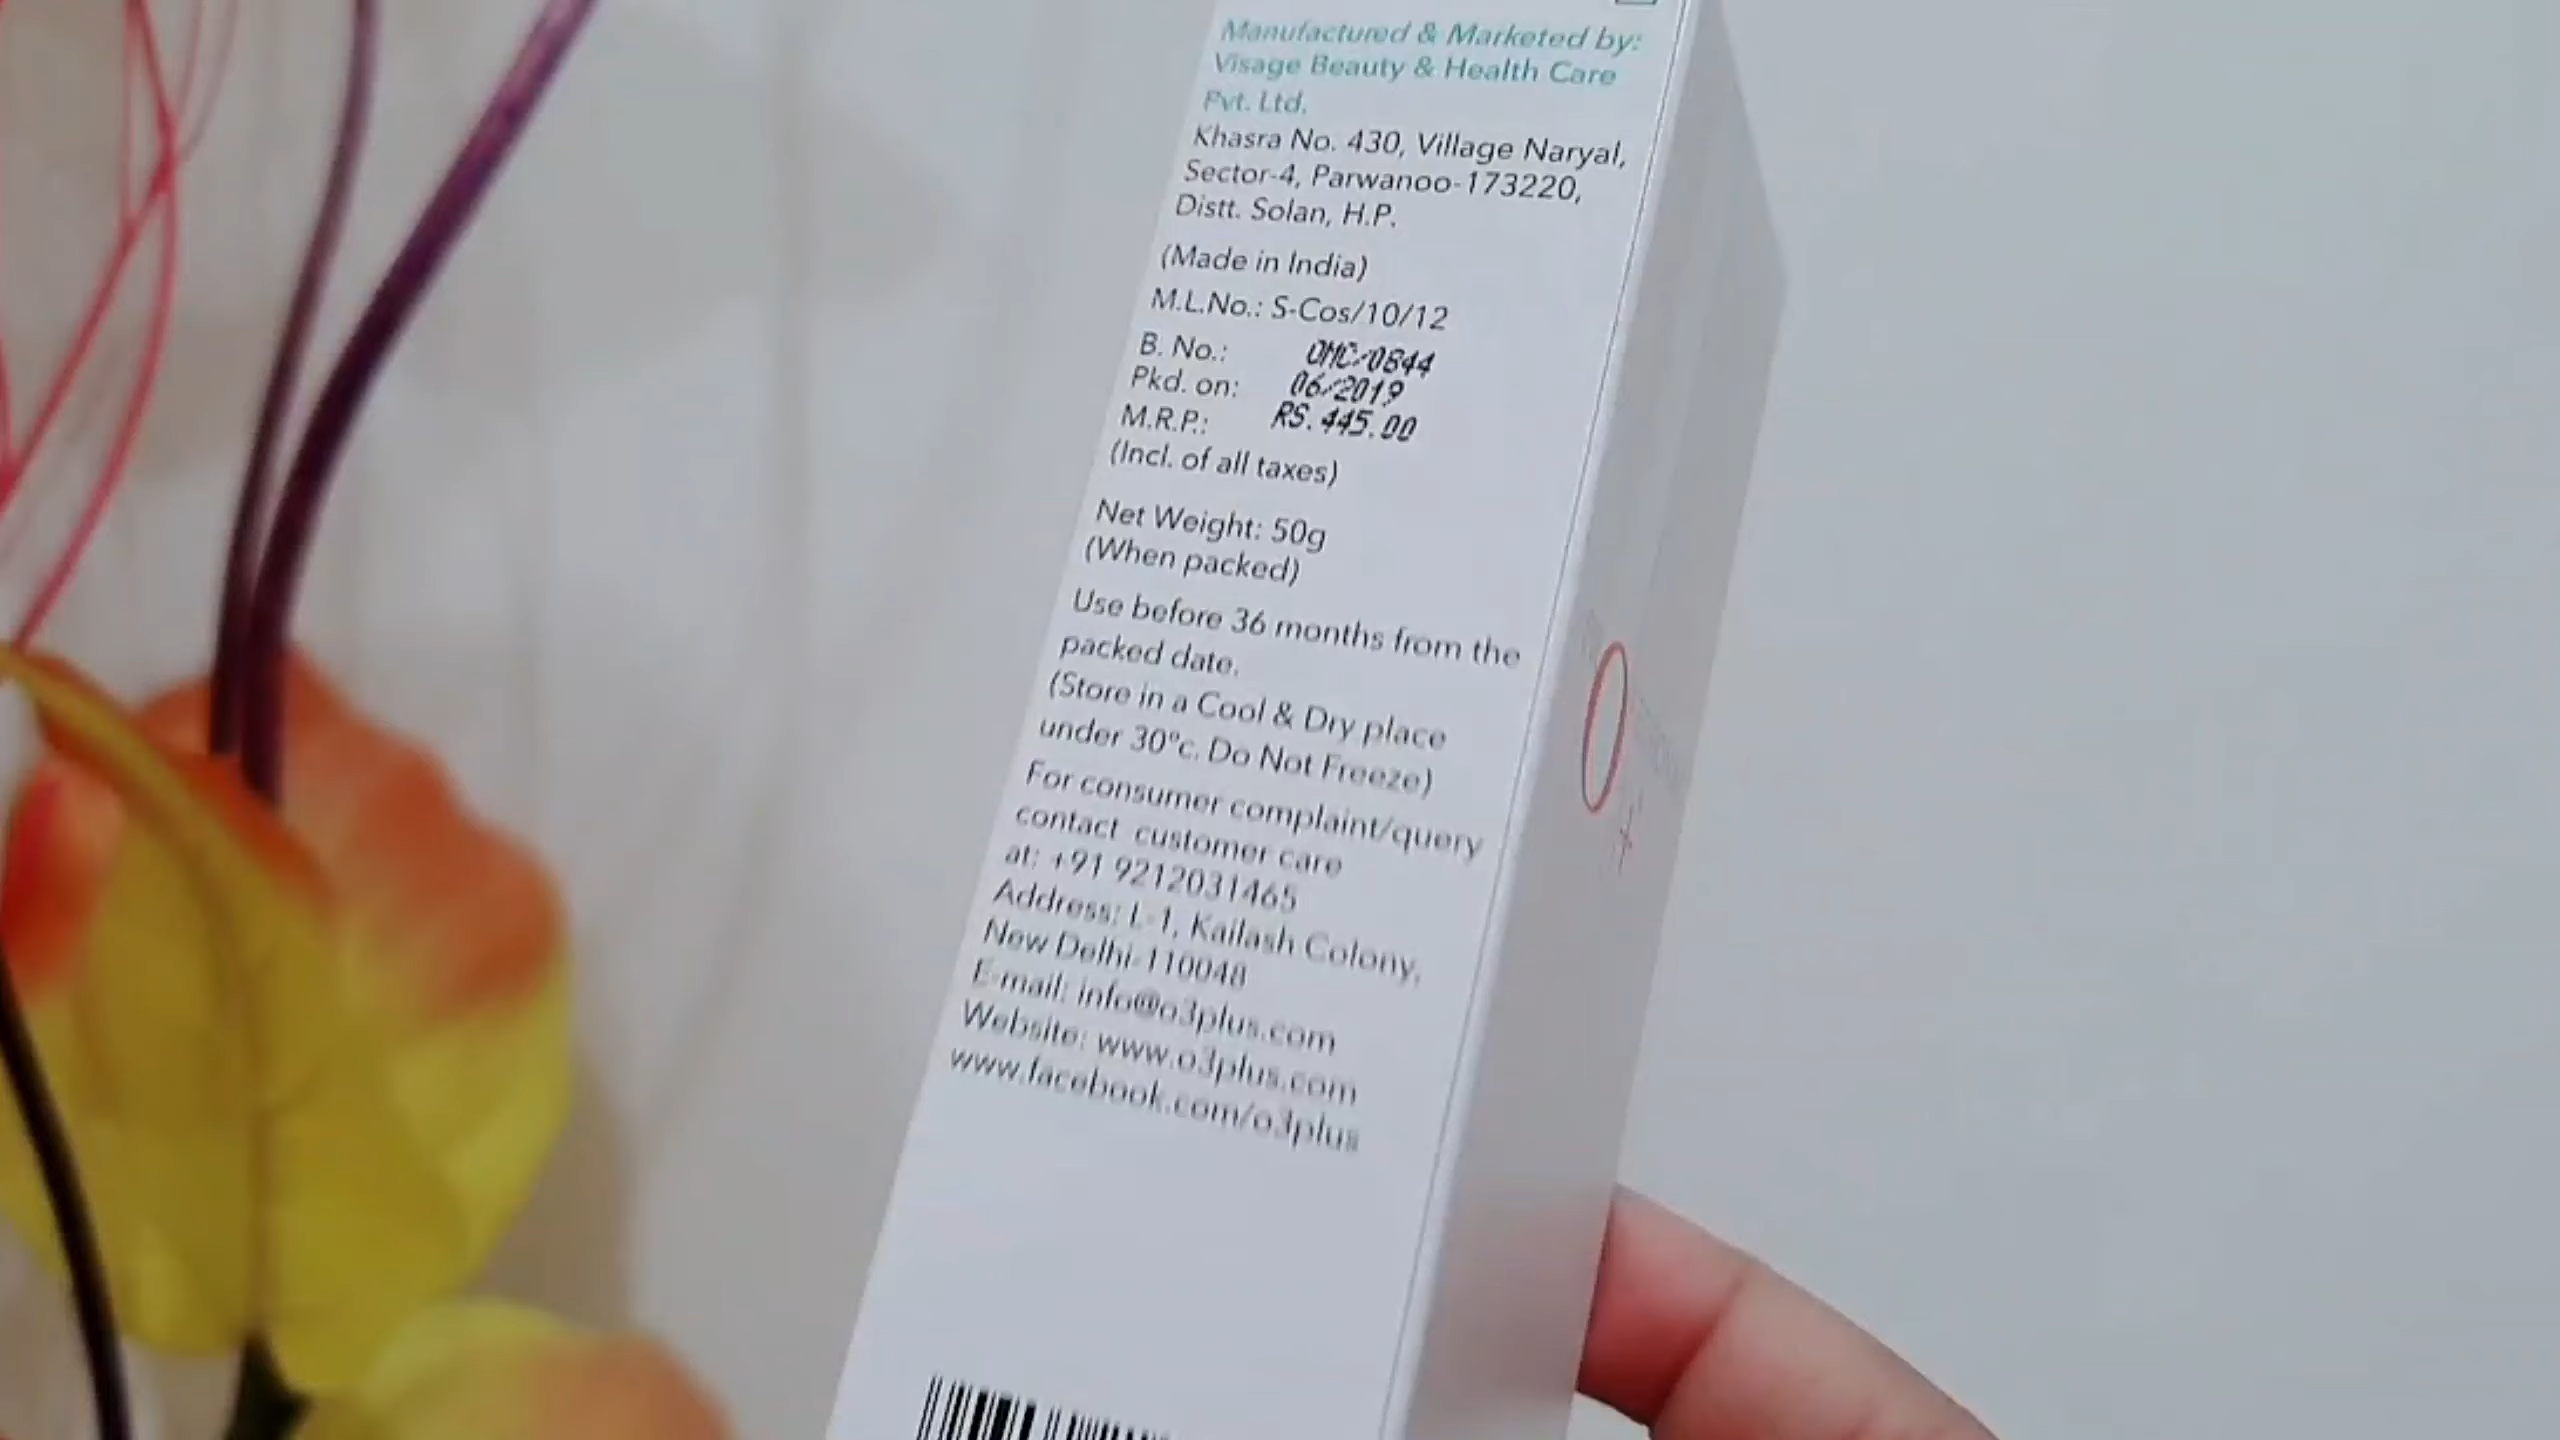 Manufactured & Marketed by:
Visage Beauty & Health Care
Pvt. Ltd.
Khasra No. 430, Village Naryal,
Sector-4, Parwanoo-173220,
Distt. Solan, H.P.
(Made in India)
M.L.No.: S-Cos/10/12
B. No.: OMC/0844
Pkd. on: 06/2019
M.R.P.: RS.445.00
(Incl. of all taxes)
Net Weight: 50g
(When packed)
Use before 36 months from the
packed date.
(Store in a Cool & Dry place
under 30°c. Do Not Freeze)
For consumer complaint/query
contact customer care
at: +91 9212031465
Address: L-1, Kailash Colony,
New Delhi-110048
E-mail: info@o3plus.com
Website: www.o3plus.com
www.facebook.com/o3plus